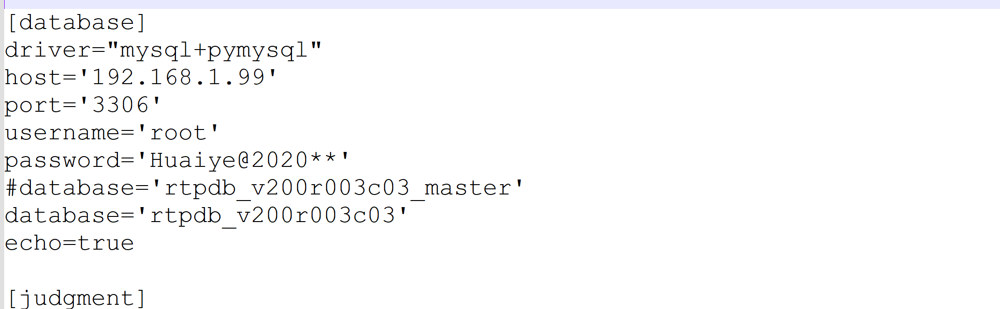 [database]
driver="mysql+pymysql"
host='192.168.1.99'
port='3306'
username='root'
password='Huaiye@2020**'
#database='rtpdb_v200r003c03_master'
database='rtpdb_v200r003c03'
echo=true
[judgment]